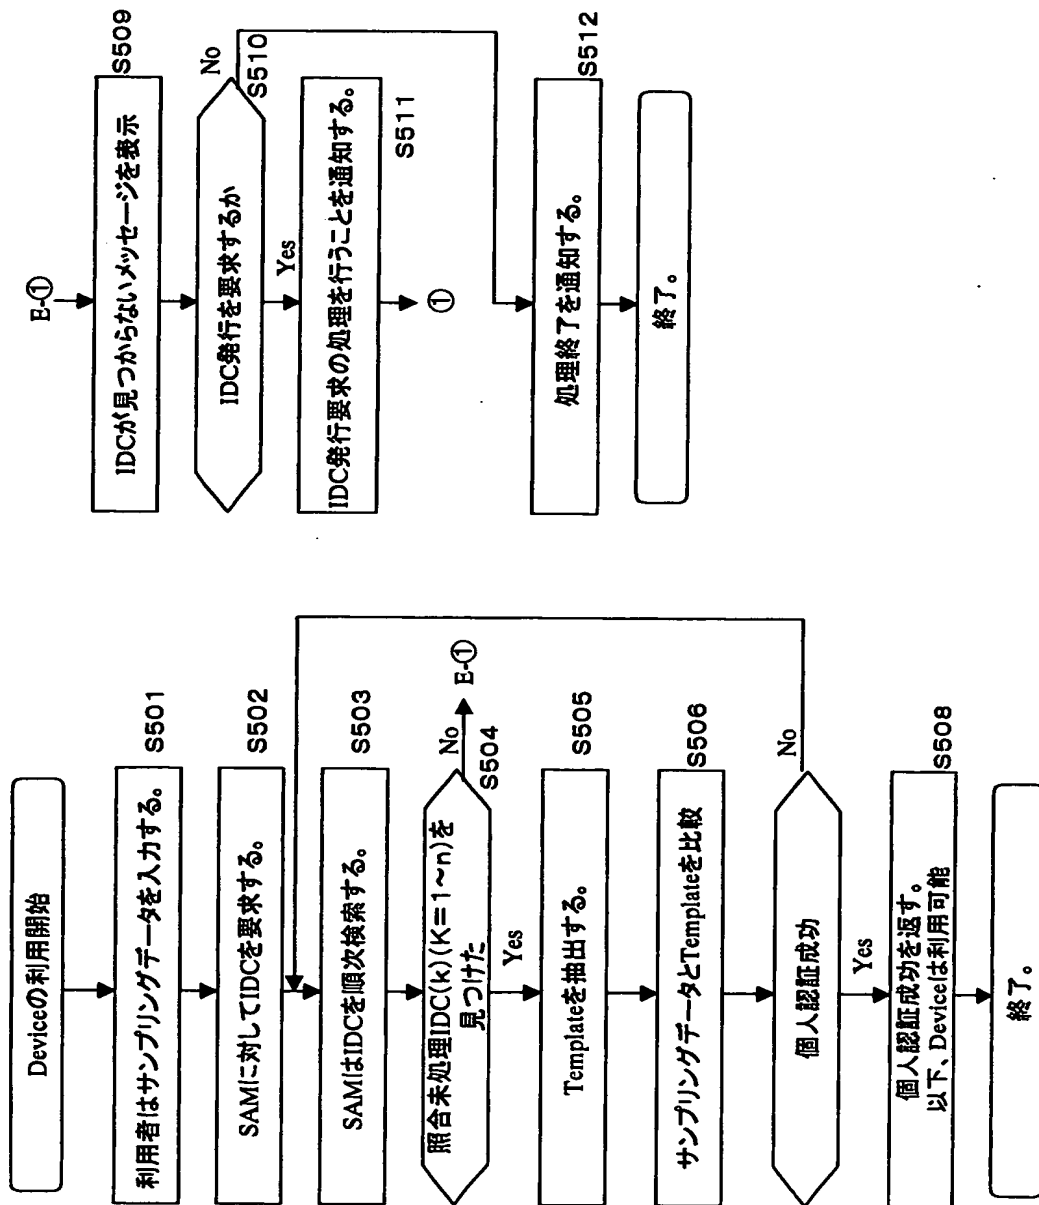 Deviceの利用開始
利用者はサンプリングデータを入力する。
S501
SAMに対してIDCを要求する。
S502
SAMはIDCを順次検索する。
S503
照合未処理IDC(k)(K=1~n)を
見つけた
No
E-①
S504
Yes
Templateを抽出する。
S505
サンプリングデータとTemplateを比較
S506
個人認証成功
No
Yes
個人認証成功を返す。
以下、Deviceは利用可能
S508
終了。
E-①
IDCが見つからないメッセージを表示
S509
IDC発行を要求するか
No
S510
Yes
IDC発行要求の処理を行うことを通知する。
S511
①
処理終了を通知する。
S512
終了。